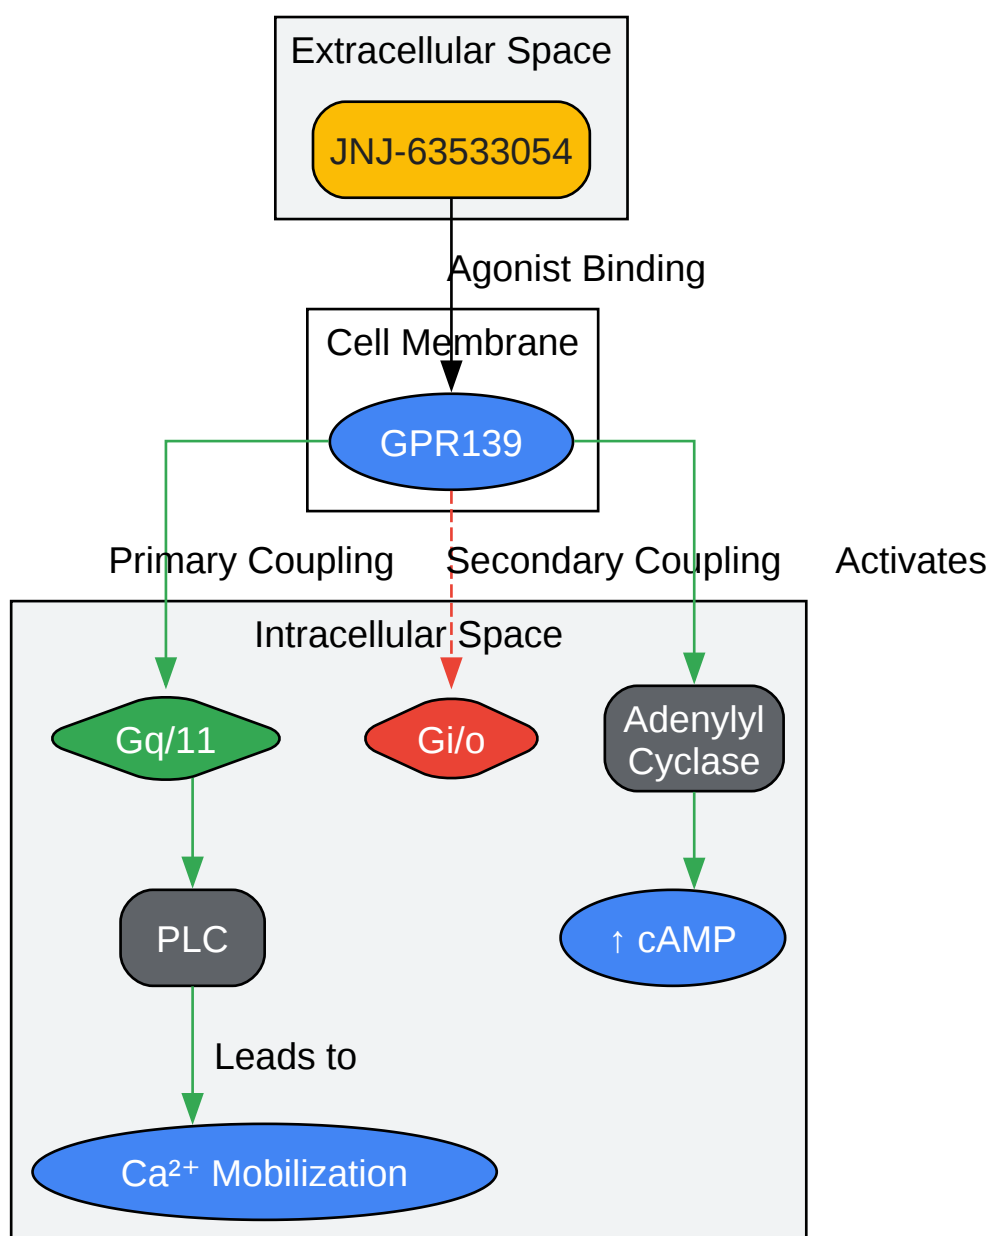 Extracellular Space
JNJ-63533054
Agonist Binding
Cell Membrane
GPR139
Primary Coupling
Secondary Coupling
Activates
Intracellular Space
Gq/11
Gi/o
Adenylyl
Cyclase
PLC
↑ cAMP
Leads to
Ca²⁺ Mobilization